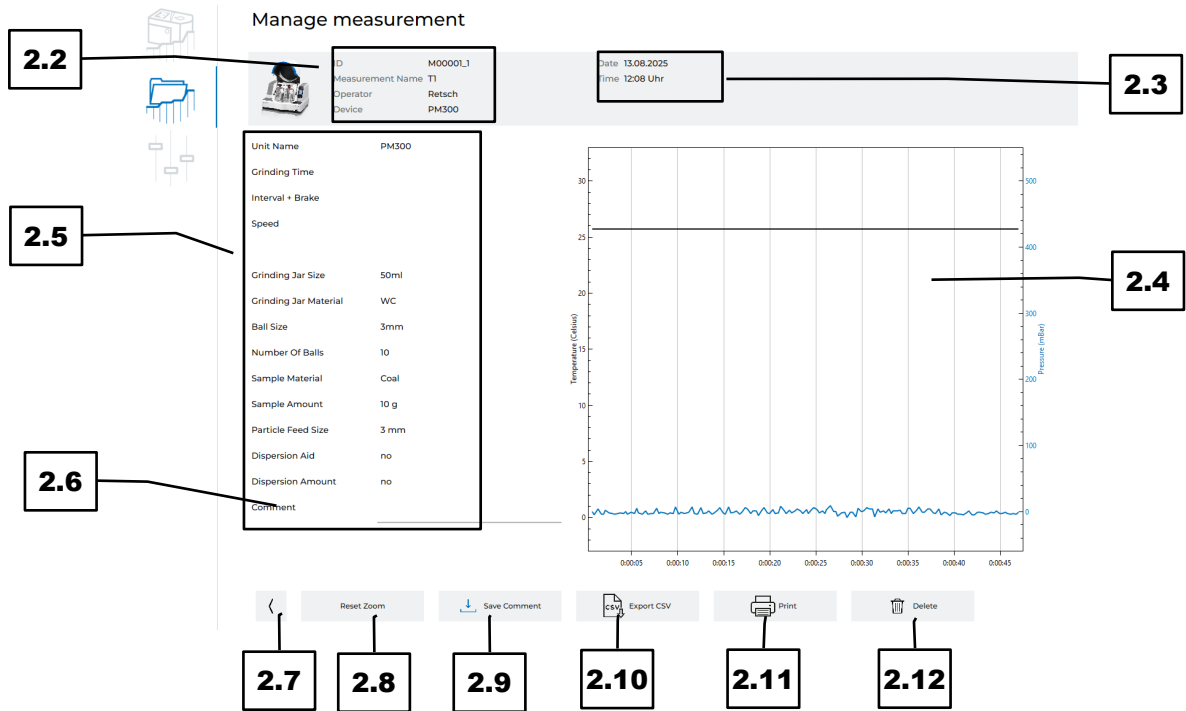 Manage measurement
2.2
ID M00001_1
Measurement Name T1
Operator Retsch
Device PM300
Date 13.08.2025
Time 12:08 Uhr
2.3
Unit Name PM300
Grinding Time
Interval + Brake
Speed
2.5
Grinding Jar Size 50ml
Grinding Jar Material WC
Ball Size 3mm
Number Of Balls 10
Sample Material Coal
Sample Amount 10 g
Particle Feed Size 3 mm
Dispersion Aid no
Dispersion Amount no
Comment
2.6
30
25
20
15
10
5
0
Temperature (Celsius)
500
400
300
200
100
0
Pressure (mBar)
2.4
0:00:05 0:00:10 0:00:15 0:00:20 0:00:25 0:00:30 0:00:35 0:00:40 0:00:45
Reset Zoom
Save Comment
CSV
Export CSV
Print
Delete
2.7
2.8
2.9
2.10
2.11
2.12